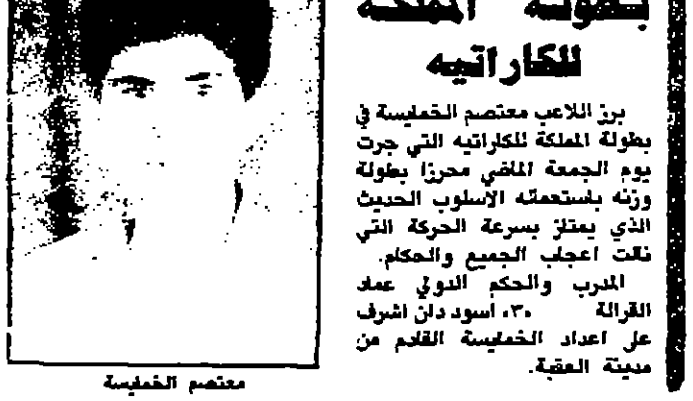 بطولة المملكة
للكاراتيه
برز اللاعب معتصم الخمايسة في
بطولة المملكة للكاراتيه التي جرت
يوم الجمعة الماضي محرزا بطولة
وزنه باستعماله الاسلوب الحديث
الذي يمتاز بسرعة الحركة التي
نالت اعجاب الجميع والحكام.
المدرب والحكم الدولي عماد
القرالة «٣» اسود دان اشرف
على اعداد الخمايسة القادم من
مدينة العقبة.
معتصم الخمايسة